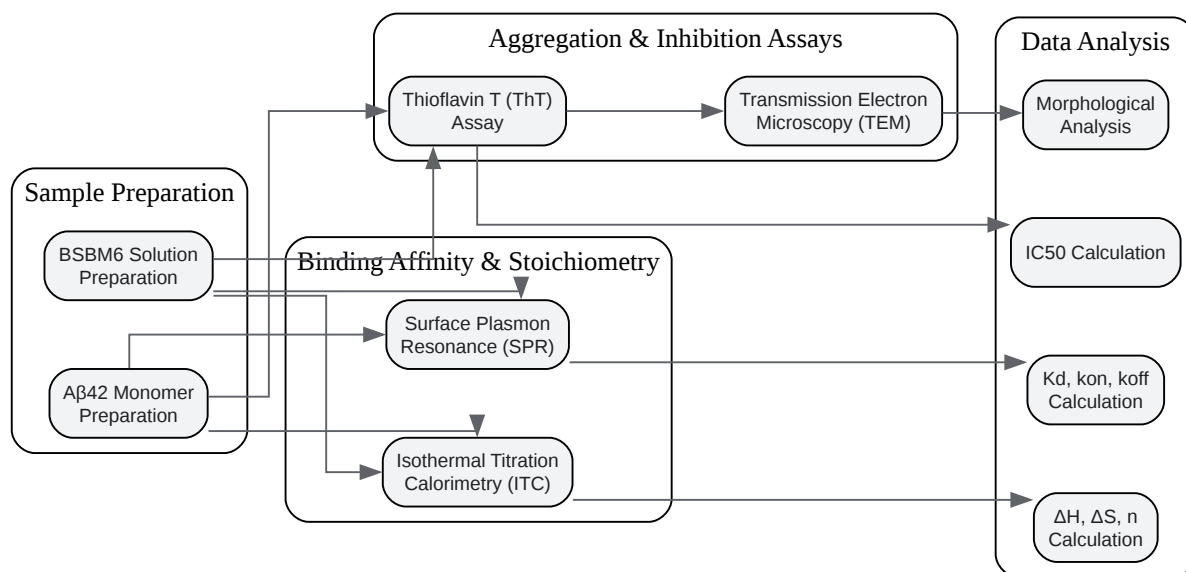 Aggregation & Inhibition Assays
Thioflavin T (ThT)
Assay
Transmission Electron
Microscopy (TEM)
Data Analysis
Morphological
Analysis
IC50 Calculation
Kd, kon, koff
Calculation
ΔH, ΔS, n
Calculation
Sample Preparation
BSBM6 Solution
Preparation
Aβ42 Monomer
Preparation
Binding Affinity & Stoichiometry
Surface Plasmon
Resonance (SPR)
Isothermal Titration
Calorimetry (ITC)